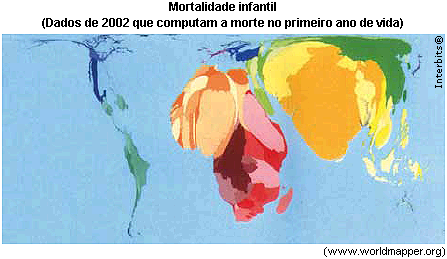 Mortalidade infantil
(Dados de 2002 que computam a morte no primeiro ano de vida)
Interbits®
(www.worldmapper.org)